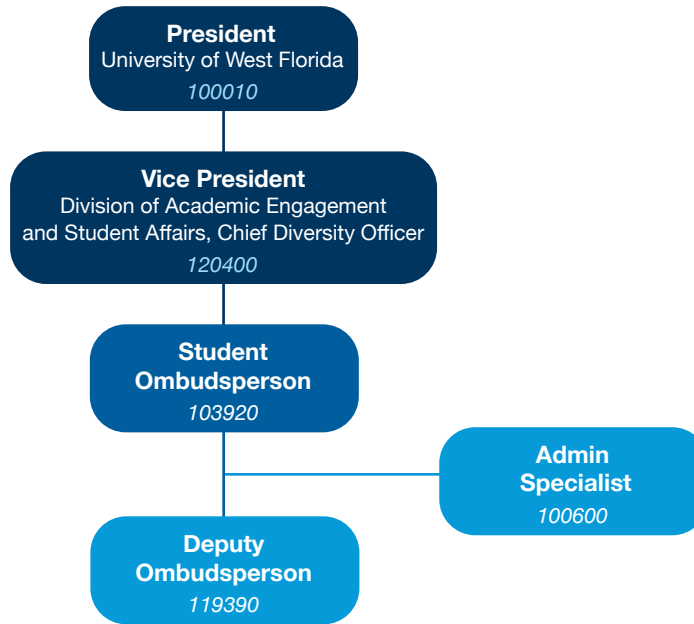 President
University of West Florida
100010
Vice President
Division of Academic Engagement
and Student Affairs, Chief Diversity Officer
120400
Student
Ombudsperson
103920
Admin
Specialist
100600
Deputy
Ombudsperson
119390